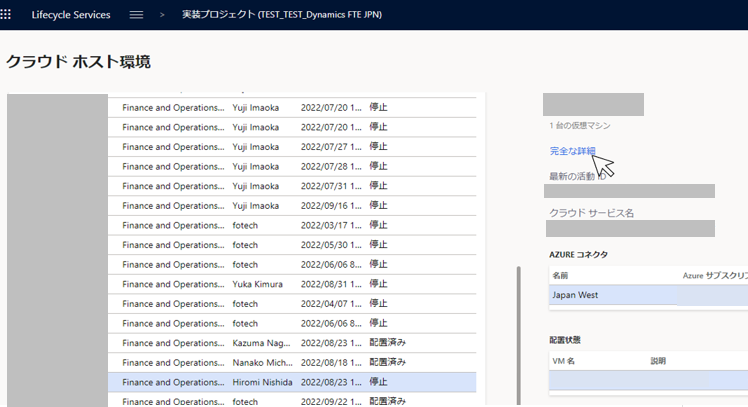 Lifecycle Services > 実装プロジェクト (TEST_TEST_Dynamics FTE JPN)
クラウド ホスト環境
Finance and Operations... Yuji Imaoka 2022/07/20 1... 停止
Finance and Operations... Yuji Imaoka 2022/07/20 1... 停止
Finance and Operations... Yuji Imaoka 2022/07/27 1... 停止
Finance and Operations... Yuji Imaoka 2022/07/28 1... 停止
Finance and Operations... Yuji Imaoka 2022/07/31 1... 停止
Finance and Operations... Yuji Imaoka 2022/09/16 1... 停止
Finance and Operations... fotech 2022/03/17 1... 停止
Finance and Operations... fotech 2022/05/30 1... 停止
Finance and Operations... fotech 2022/06/06 8... 停止
Finance and Operations... Yuka Kimura 2022/08/31 1... 停止
Finance and Operations... fotech 2022/04/07 1... 停止
Finance and Operations... fotech 2022/06/06 8... 停止
Finance and Operations... Kazuma Nag... 2022/08/23 1... 配置済み
Finance and Operations... Nanako Mich... 2022/08/18 1... 配置済み
Finance and Operations... Hiromi Nishida 2022/08/23 1... 停止
Finance and Operations... fotech 2022/09/22 1... 配置済み
1 台の仮想マシン
完全な詳細
最新の活動 ID
クラウド サービス名
AZURE コネクタ
名前 Azure サブスクリプ
Japan West
配置状態
VM 名 説明